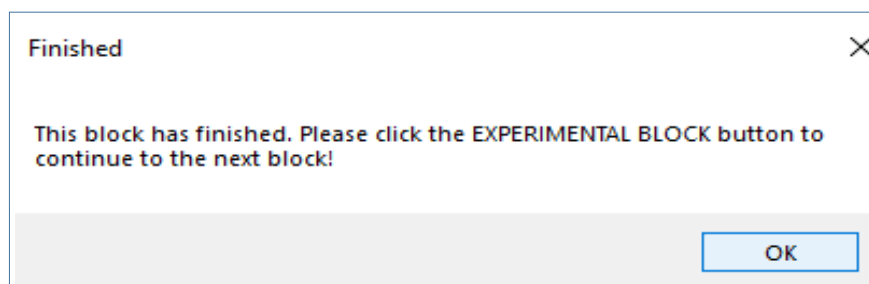 Finished
This block has finished. Please click the EXPERIMENTAL BLOCK button to
continue to the next block!
OK